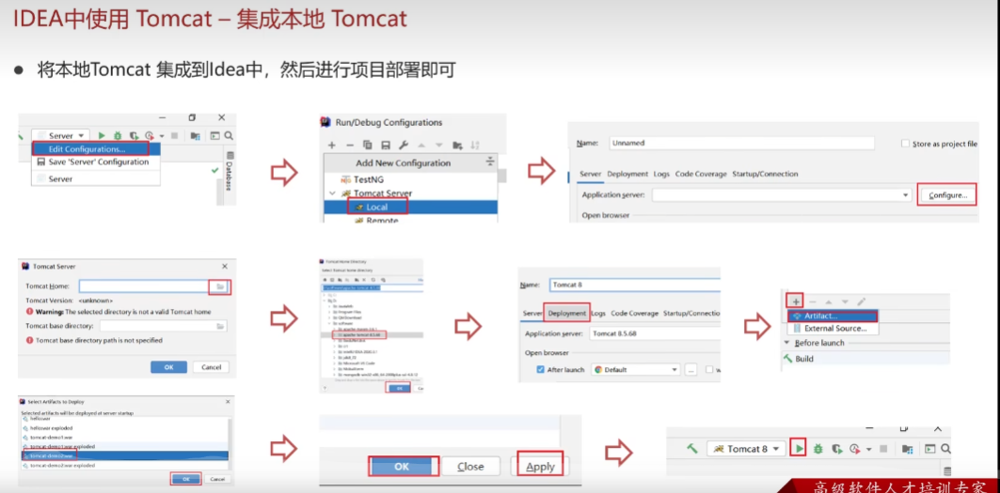 IDEA中使用 Tomcat – 集成本地 Tomcat
● 将本地Tomcat 集成到Idea中，然后进行项目部署即可
Server
Edit Configurations...
Save 'Server' Configuration
Server
Database
Run/Debug Configurations
Add New Configuration
TestNG
Tomcat Server
Local
Remote
Name: Unnamed
Store as project file
Server Deployment Logs Code Coverage Startup/Connection
Application server:
Configure...
Open browser
Tomcat Server
Tomcat Home:
Tomcat Version: <unknown>
Warning: The selected directory is not a valid Tomcat home
Tomcat base directory:
Tomcat base directory path is not specified
OK Cancel
Tomcat Home Directory
Select Tomcat Home Directory
OK
Name: Tomcat 8
Server Deployment Logs Code Coverage Startup/Connectio
Application server: Tomcat 8.5.68
Open browser
After launch Default ... w
Artifact...
External Source...
Before launch
Build
Select Artifacts to Deploy
Selected artifacts will be deployed at server startup
hello:war
hello:war exploded
tomcat-demo1:war
tomcat-demo1:war exploded
tomcat-demo2:war
tomcat-demo2:war exploded
OK Cancel
OK Close Apply
Tomcat 8
高级软件人才培训专家